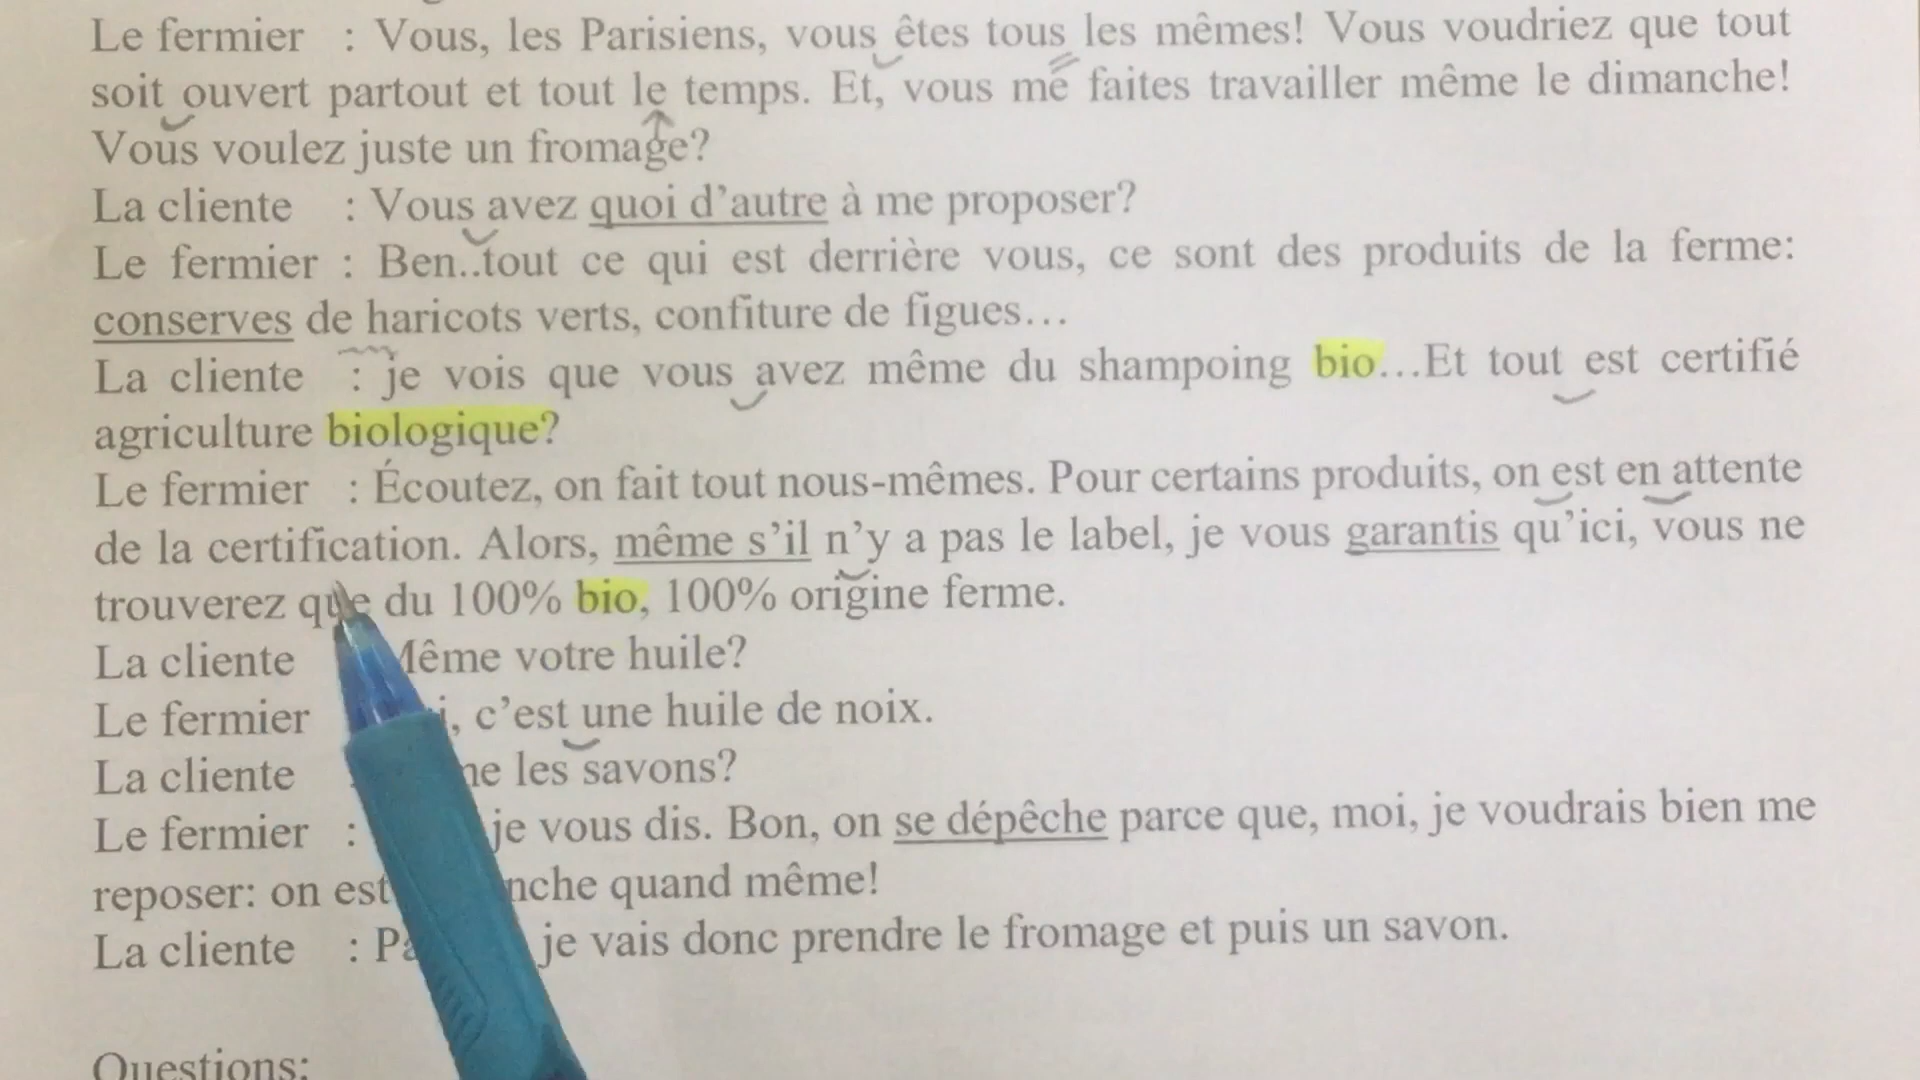 Le fermier : Vous, les Parisiens, vous êtes tous les mêmes! Vous voudriez que tout
soit ouvert partout et tout le temps. Et, vous me faites travailler même le dimanche!
Vous voulez juste un fromage?
La cliente : Vous avez quoi d'autre à me proposer?
Le fermier : Ben..tout ce qui est derrière vous, ce sont des produits de la ferme:
conserves de haricots verts, confiture de figues…
La cliente : je vois que vous avez même du shampoing bio…Et tout est certifié
agriculture biologique?
Le fermier : Écoutez, on fait tout nous-mêmes. Pour certains produits, on est en attente
de la certification. Alors, même s'il n'y a pas le label, je vous garantis qu'ici, vous ne
trouverez que du 100% bio, 100% origine ferme.
La cliente Même votre huile?
Le fermier , c'est une huile de noix.
La cliente les savons?
Le fermier : je vous dis. Bon, on se dépêche parce que, moi, je voudrais bien me
reposer: on est quand même!
La cliente : je vais donc prendre le fromage et puis un savon.
Questions: